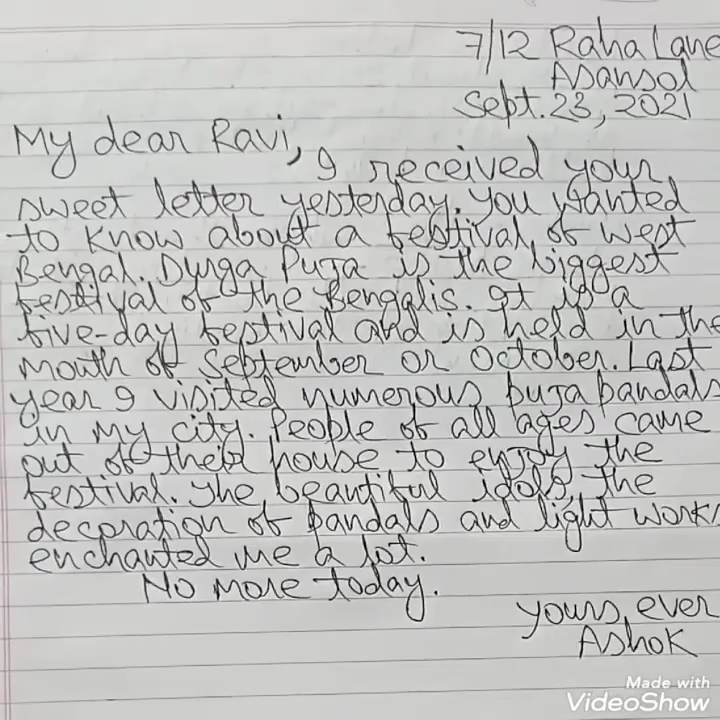 7/12 Raha Lane
Asansol
Sept. 23, 2021
My dear Ravi,
I received your
sweet letter yesterday. You wanted
to know about a festival of West
Bengal. Durga Puja is the biggest
festival of the Bengalis. It is a
five-day festival and is held in the
month of September or October. Last
year I visited numerous puja pandals
in my city. People of all ages came
out of their house to enjoy the
festival. The beautiful idols, the
decoration of pandals and light works
enchanted me a lot.
No more today.
Yours ever
Ashok
Made with
VideoShow